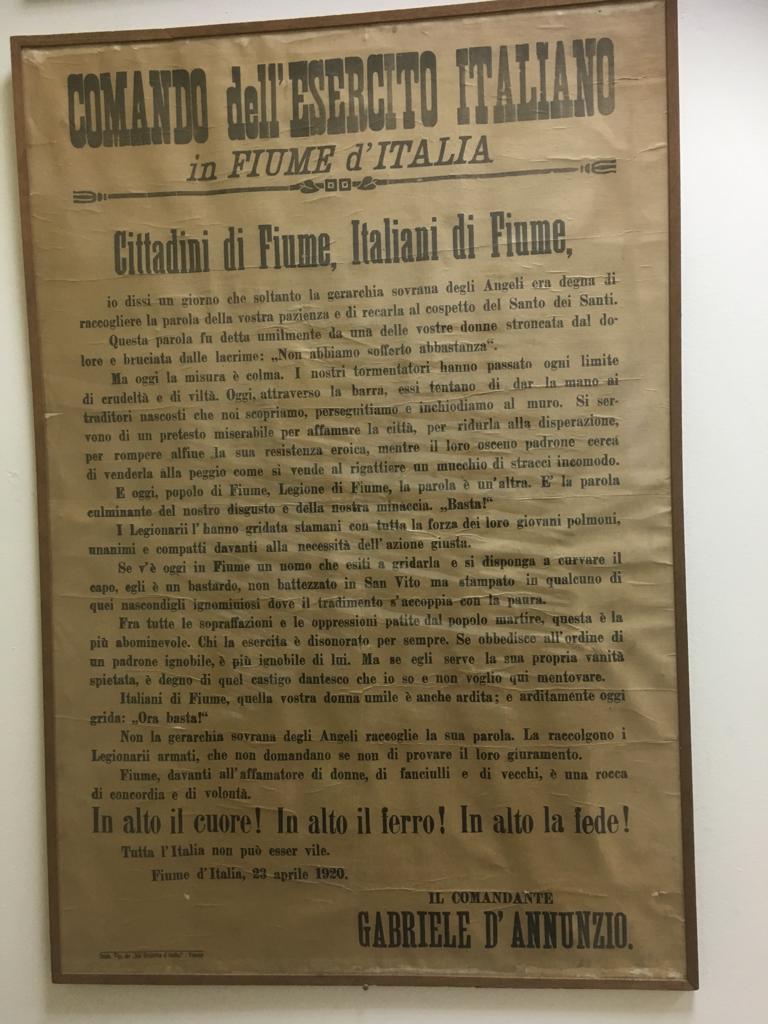 COMANDO dell'ESERCITO ITALIANO
in FIUME d'ITALIA
Cittadini di Fiume, Italiani di Fiume,
io dissi un giorno che soltanto la gerarchia sovrana degli Angeli era degna di
raccogliere la parola della vostra pazienza e di recarla al cospetto del Santo dei Santi.
Questa parola fu detta umilmente da una delle vostre donne stroncata dal do-
lore e bruciata dalle lacrime: „Non abbiamo sofferto abbastanza“.
Ma oggi la misura è colma. I nostri tormentatori hanno passato ogni limite
di crudeltà e di viltà. Oggi, attraverso la barra, essi tentano di dar la mano ai
traditori nascosti che noi scopriamo, perseguitiamo e inchiodiamo al muro. Si ser-
vono di un pretesto miserabile per affamare la città, per ridurla alla disperazione,
per rompere alfine la sua resistenza eroica, mentre il loro osceno padrone cerca
di venderla alla peggio come si vende al rigattiere un mucchio di stracci incomodo.
E oggi, popolo di Fiume, Legione di Fiume, la parola è un'altra. E' la parola
culminante del nostro disgusto e della nostra minaccia. „Basta!“
I Legionarii l'hanno gridata stamani con tutta la forza dei loro giovani polmoni,
unanimi e compatti davanti alla necessità dell'azione giusta.
Se v'è oggi in Fiume un uomo che esiti a gridarla e si disponga a curvare il
capo, egli è un bastardo, non battezzato in San Vito ma stampato in qualcuno di
quei nascondigli ignominiosi dove il tradimento s'accoppia con la paura.
Fra tutte le sopraffazioni e le oppressioni patite dal popolo martire, questa è la
più abominevole. Chi la esercita è disonorato per sempre. Se obbedisce all'ordine di
un padrone ignobile, è più ignobile di lui. Ma se egli serve la sua propria vanità
spietata, è degno di quel castigo dantesco che io so e non voglio qui mentovare.
Italiani di Fiume, quella vostra donna umile è anche ardita; e arditamente oggi
grida: „Ora basta!“
Non la gerarchia sovrana degli Angeli raccoglie la sua parola. La raccolgono i
Legionarii armati, che non domandano se non di provare il loro giuramento.
Fiume, davanti all'affamatore di donne, di fanciulli e di vecchi, è una rocca
di concordia e di volontà.
In alto il cuore! In alto il ferro! In alto la fede!
Tutta l'Italia non può esser vile.
Fiume d'Italia, 23 aprile 1920.
IL COMANDANTE
GABRIELE D'ANNUNZIO.